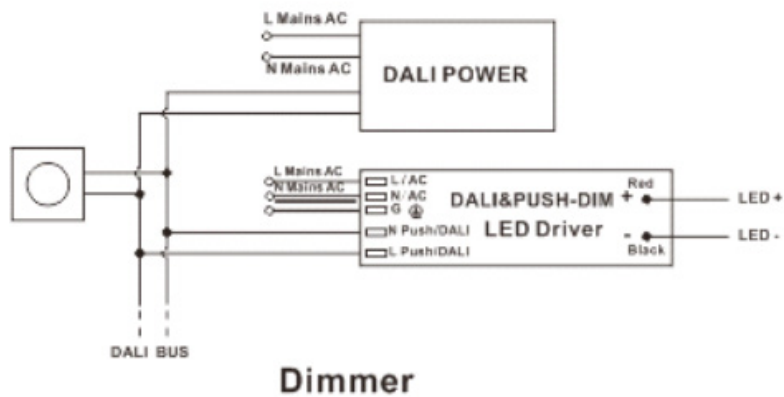 L Mains AC
N Mains AC
DALI POWER
L Mains AC
N Mains AC
L/AC
N/AC
G
N Push/DALI
L Push/DALI
DALI&PUSH-DIM
LED Driver
Red
+
-
Black
LED +
LED -
DALI BUS
Dimmer